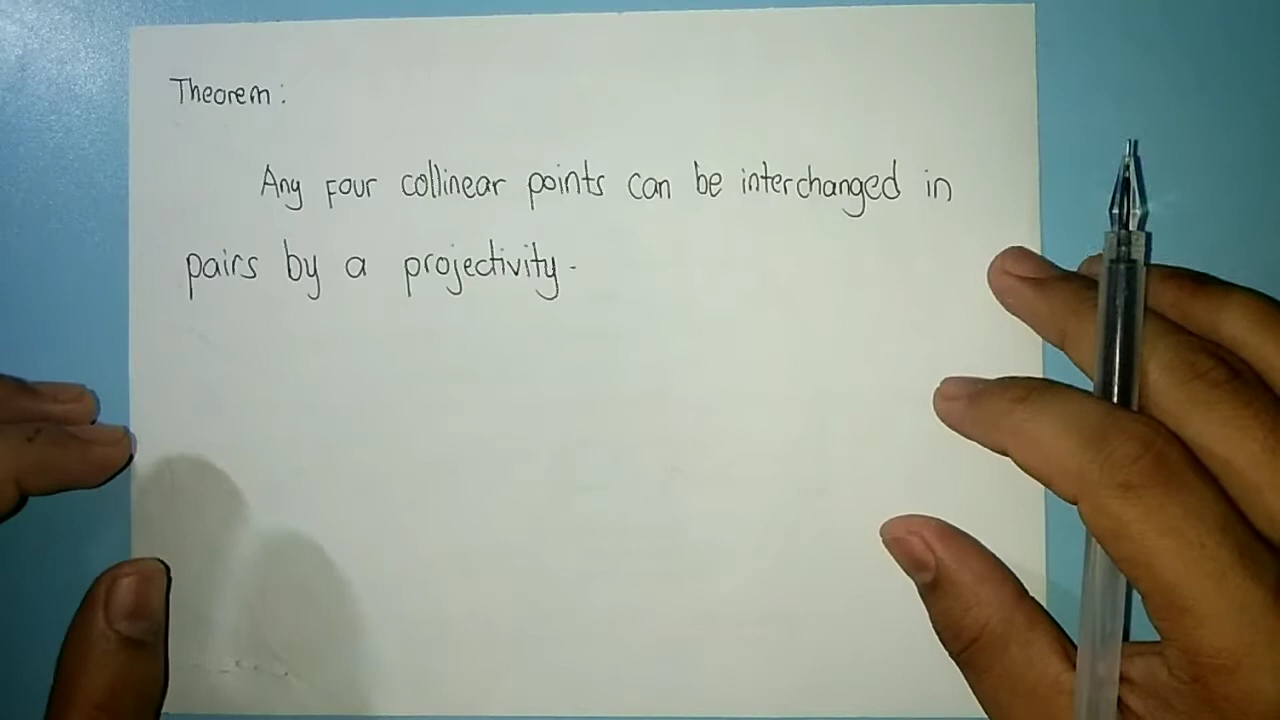 Theorem:
Any four collinear points can be interchanged in
pairs by a projectivity.